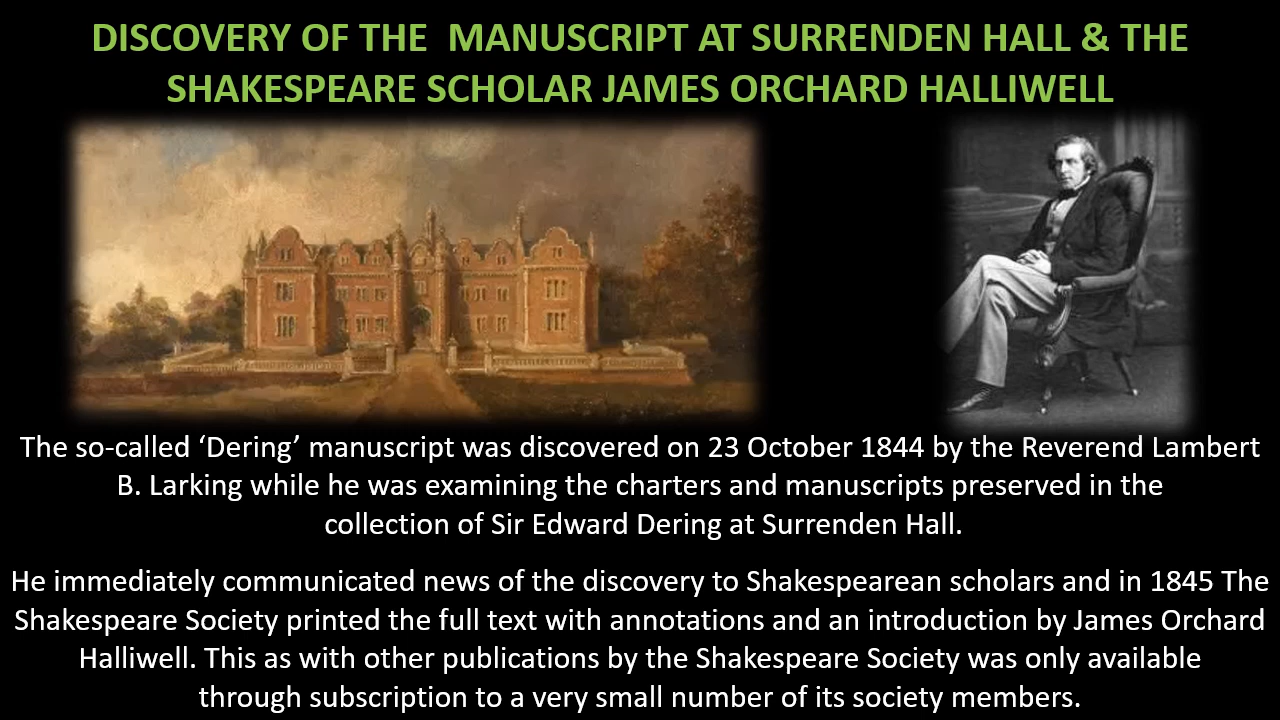 DISCOVERY OF THE  MANUSCRIPT AT SURRENDEN HALL & THE
SHAKESPEARE SCHOLAR JAMES ORCHARD HALLIWELL
The so-called ‘Dering’ manuscript was discovered on 23 October 1844 by the Reverend Lambert
B. Larking while he was examining the charters and manuscripts preserved in the
collection of Sir Edward Dering at Surrenden Hall.
He immediately communicated news of the discovery to Shakespearean scholars and in 1845 The
Shakespeare Society printed the full text with annotations and an introduction by James Orchard
Halliwell. This as with other publications by the Shakespeare Society was only available
through subscription to a very small number of its society members.